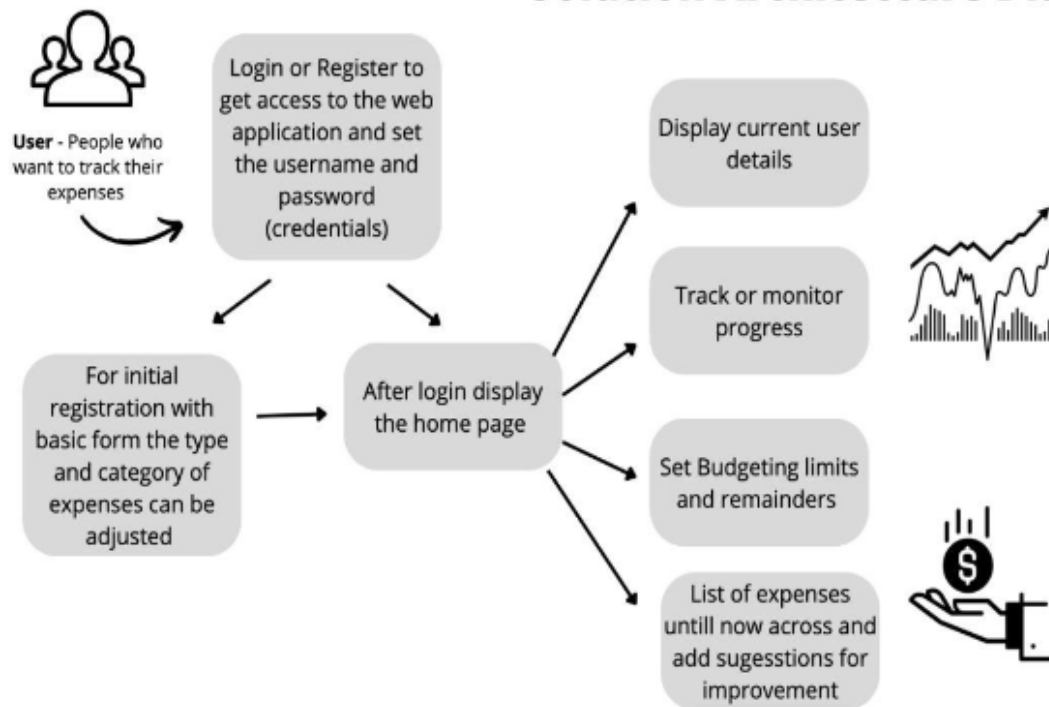 User - People who
want to track their
expenses
Login or Register to
get access to the web
application and set
the username and
password
(credentials)
For initial
registration with
basic form the type
and category of
expenses can be
adjusted
After login display
the home page
Display current user
details
Track or monitor
progress
Set Budgeting limits
and remainders
List of expenses
untill now across and
add sugesstions for
improvement
$